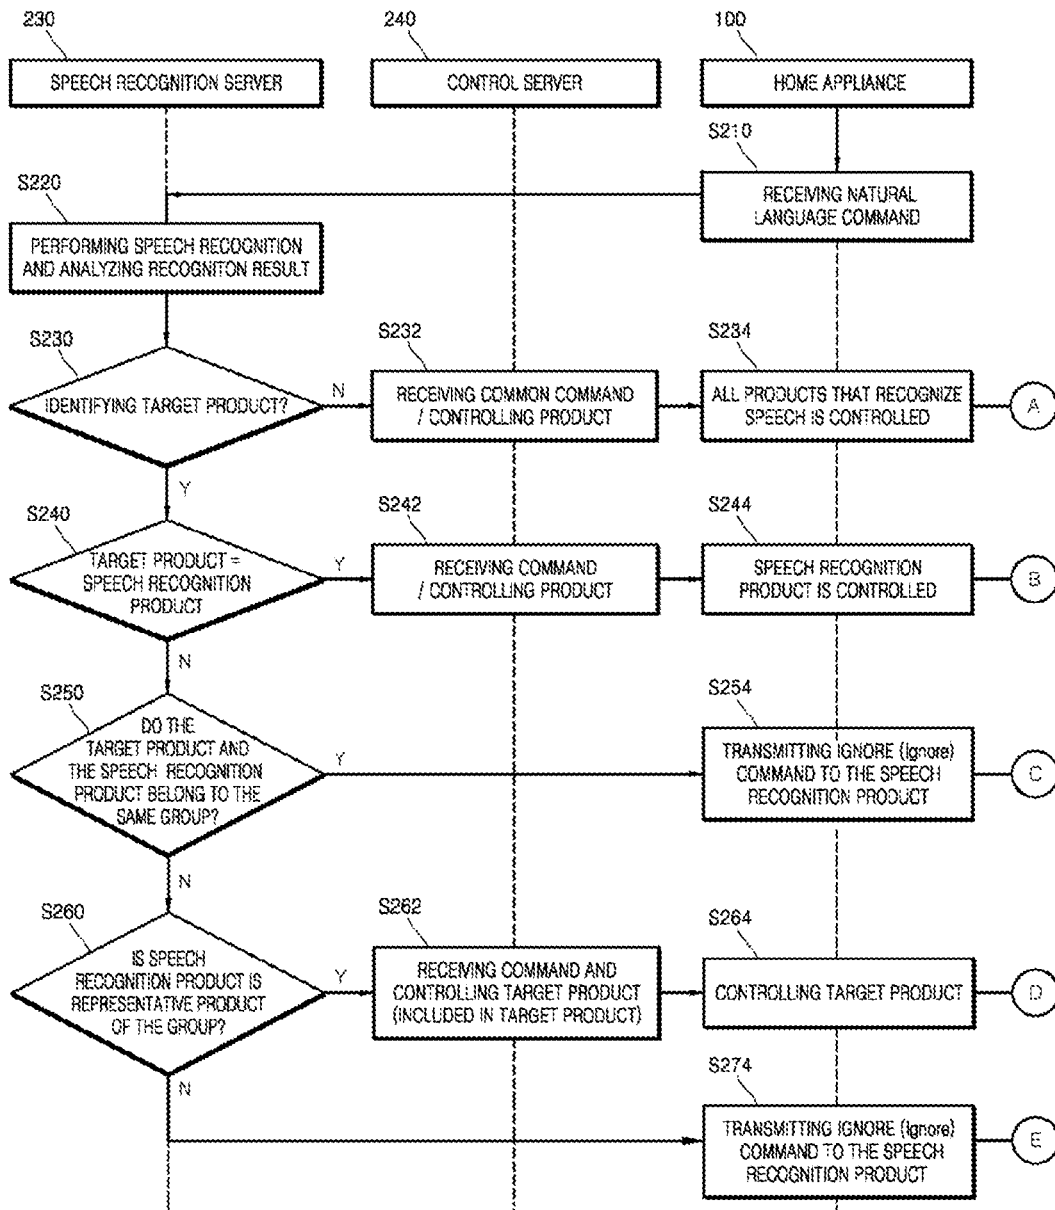 230
240
100
SPEECH RECOGNITION SERVER
CONTROL SERVER
HOME APPLIANCE
S210
RECEIVING NATURAL
LANGUAGE COMMAND
S220
PERFORMING SPEECH RECOGNITION
AND ANALYZING RECOGNITON RESULT
S230
IDENTIFYING TARGET PRODUCT?
N
Y
S232
RECEIVING COMMON COMMAND
/ CONTROLLING PRODUCT
S234
ALL PRODUCTS THAT RECOGNIZE
SPEECH IS CONTROLLED
A
S240
TARGET PRODUCT =
SPEECH RECOGNITION
PRODUCT
Y
N
S242
RECEIVING COMMAND
/ CONTROLLING PRODUCT
S244
SPEECH RECOGNITION
PRODUCT IS CONTROLLED
B
S250
DO THE
TARGET PRODUCT AND
THE SPEECH RECOGNITION
PRODUCT BELONG TO THE
SAME GROUP?
Y
N
S254
TRANSMITTING IGNORE (Ignore)
COMMAND TO THE SPEECH
RECOGNITION PRODUCT
C
S260
IS SPEECH
RECOGNITION PRODUCT IS
REPRESENTATIVE PRODUCT
OF THE GROUP?
Y
N
S262
RECEIVING COMMAND AND
CONTROLLING TARGET PRODUCT
(INCLUDED IN TARGET PRODUCT)
S264
CONTROLLING TARGET PRODUCT
D
S274
TRANSMITTING IGNORE (Ignore)
COMMAND TO THE SPEECH
RECOGNITION PRODUCT
E